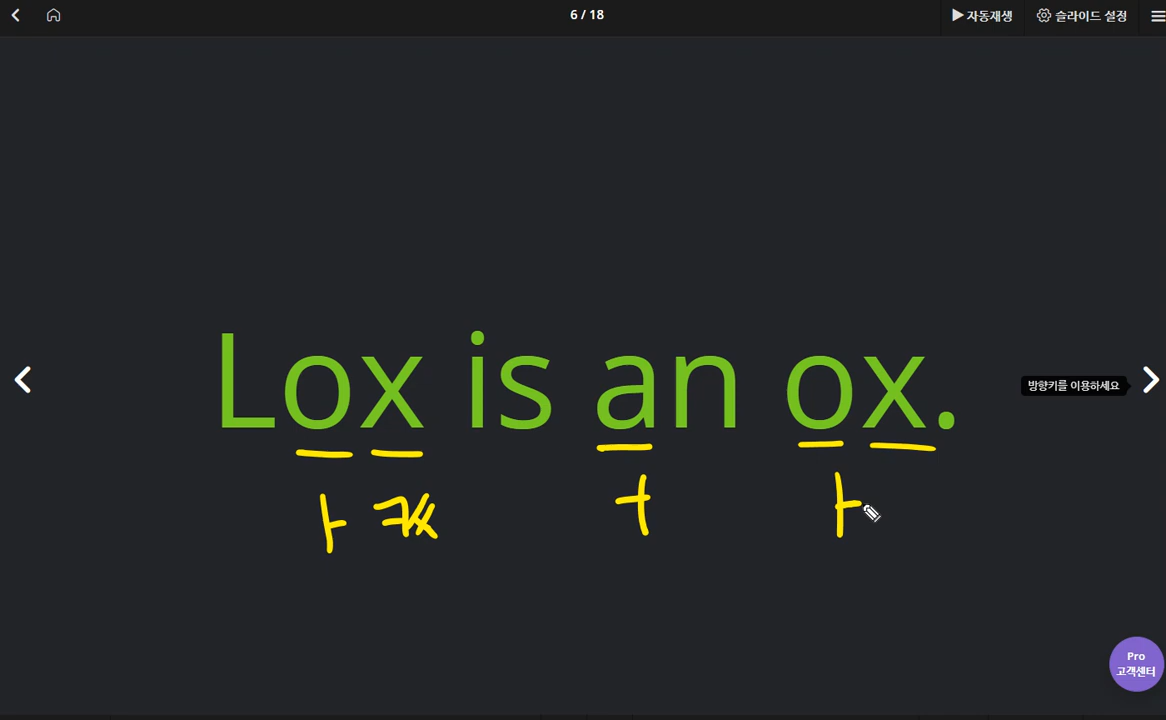 6 / 18
▶ 자동재생
슬라이드 설정
Lox is an ox.
방향키를 이용하세요
ㅏ ㅋㅆ ㅓ ㅏ
Pro
고객센터